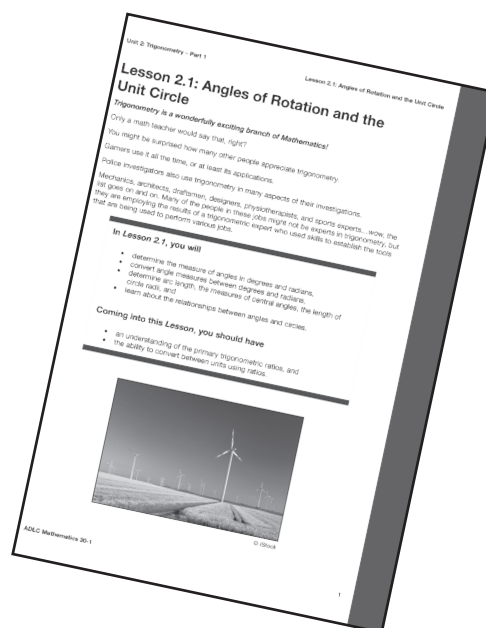 Unit 2: Trigonometry – Part 1
Lesson 2.1: Angles of Rotation and the Unit Circle
Lesson 2.1: Angles of Rotation and the
Unit Circle
Trigonometry is a wonderfully exciting branch of Mathematics!
Only a math teacher would say that, right?
You might be surprised how many other people appreciate trigonometry.
Gamers use it all the time, or at least its applications.
Police investigators also use trigonometry in many aspects of their investigations.
Mechanics, architects, draftsmen, designers, physiotherapists, and sports experts…wow, the
list goes on and on. Many of the people in these jobs might not be experts in trigonometry, but
they are employing the results of a trigonometric expert who used skills to establish the tools
that are being used to perform various jobs.
In Lesson 2.1, you will
• determine the measure of angles in degrees and radians,
• convert angle measures between degrees and radians,
• determine arc length, the measures of central angles, the length of
circle radii, and
• learn about the relationships between angles and circles.
Coming into this Lesson, you should have
• an understanding of the primary trigonometric ratios, and
• the ability to convert between units using ratios.
© iStock
ADLC Mathematics 30-1
1